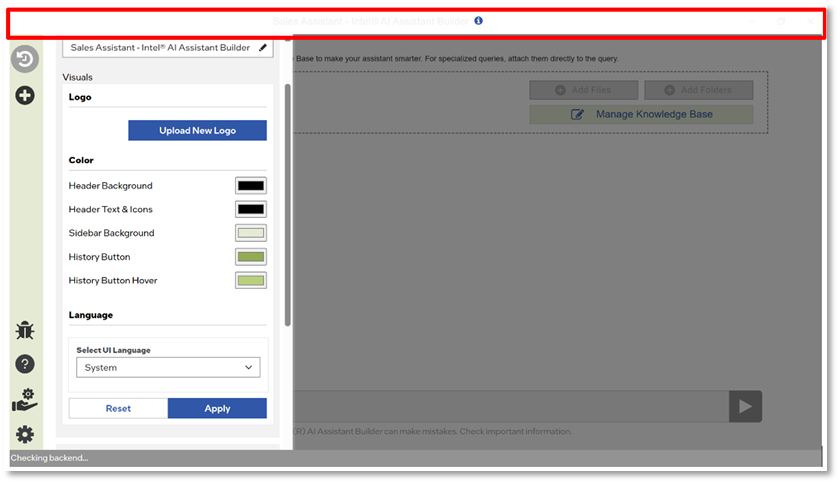 Sales Assistant - Intel® AI Assistant Builder
Sales Assistant - Intel® AI Assistant Builder
Base to make your assistant smarter. For specialized queries, attach them directly to the query.
Visuals
Logo
Add Files
Add Folders
Manage Knowledge Base
Upload New Logo
Color
Header Background
Header Text & Icons
Sidebar Background
History Button
History Button Hover
Language
Select UI Language
System
Reset
Apply
(R) AI Assistant Builder can make mistakes. Check important information.
Checking backend...